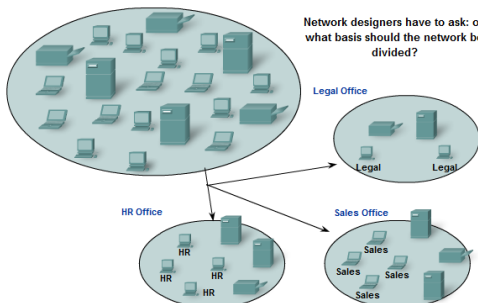 Network designers have to ask: o
what basis should the network be
divided?
Legal Office
Legal
Legal
HR Office
Sales Office
HR
HR
HR
HR
Sales
Sales
Sales
Sales